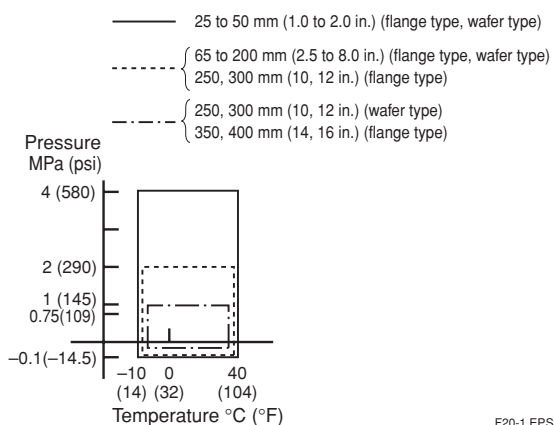 25 to 50 mm (1.0 to 2.0 in.) (flange type, wafer type)
65 to 200 mm (2.5 to 8.0 in.) (flange type, wafer type)
250, 300 mm (10, 12 in.) (flange type)
250, 300 mm (10, 12 in.) (wafer type)
350, 400 mm (14, 16 in.) (flange type)
Pressure
MPa (psi)
4 (580)
2 (290)
1 (145)
0.75(109)
–0.1(–14.5)
–10 0 40
(14) (32) (104)
Temperature °C (°F)
F20-1.EPS